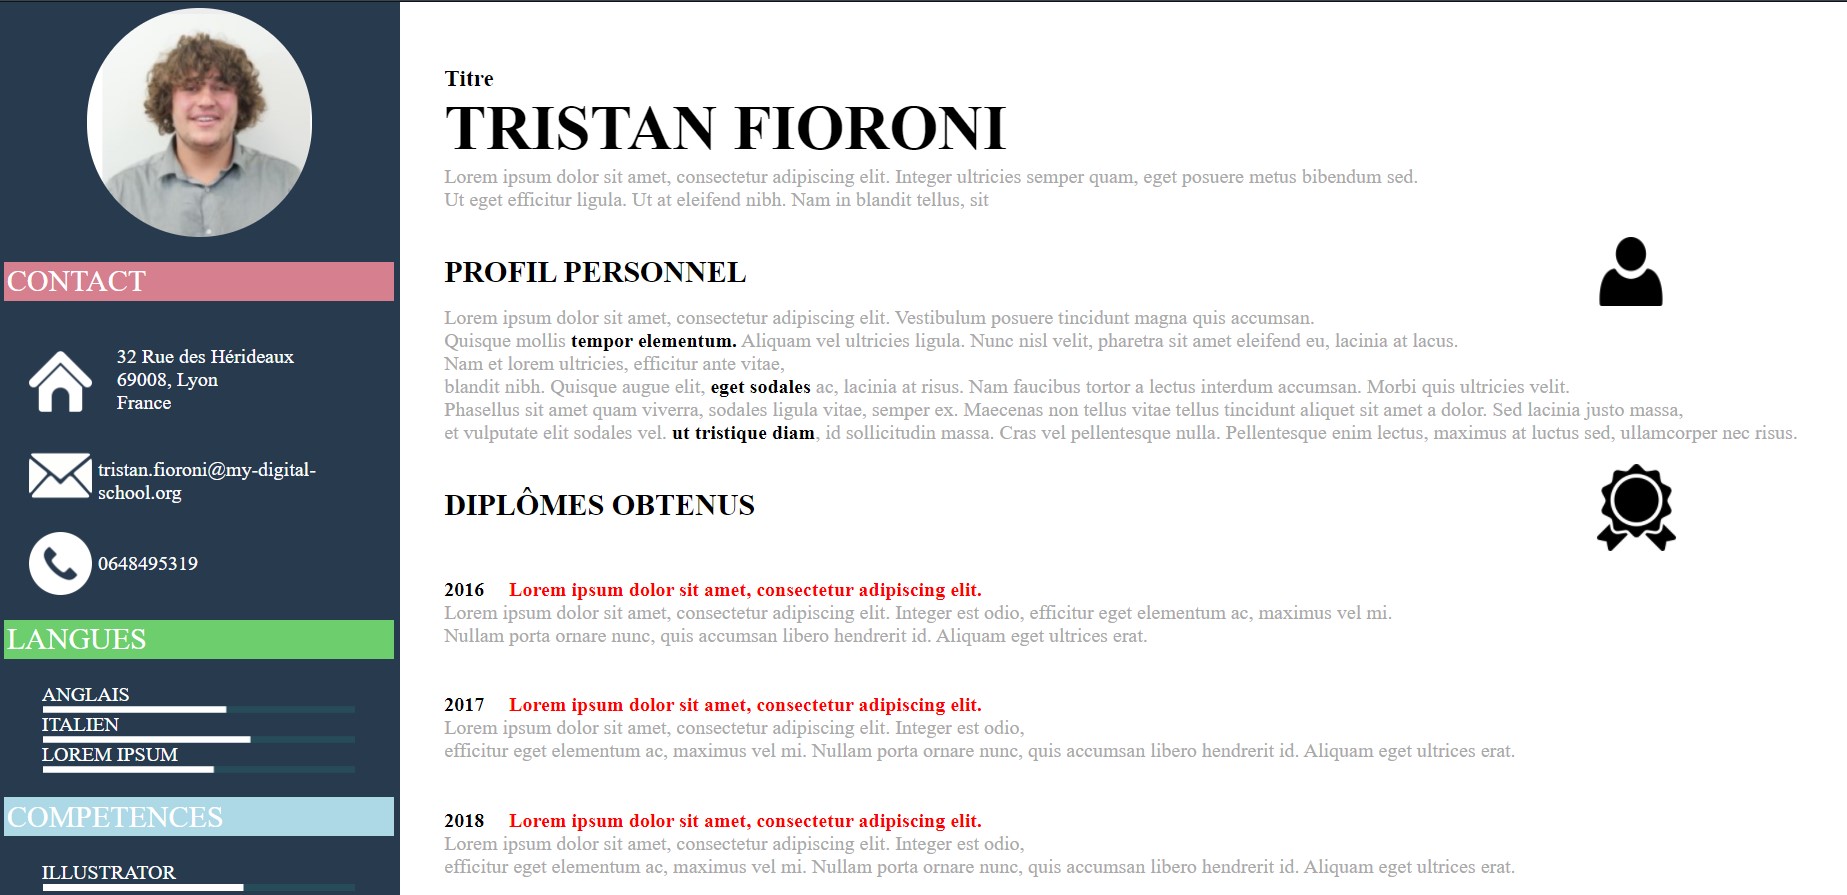 CONTACT
32 Rue des Hérideaux
69008, Lyon
France
tristan.fioroni@my-digital-
school.org
0648495319
LANGUES
ANGLAIS
ITALIEN
LOREM IPSUM
COMPETENCES
ILLUSTRATOR
Titre
TRISTAN FIORONI
Lorem ipsum dolor sit amet, consectetur adipiscing elit. Integer ultricies semper quam, eget posuere metus bibendum sed.
Ut eget efficitur ligula. Ut at eleifend nibh. Nam in blandit tellus, sit
PROFIL PERSONNEL
Lorem ipsum dolor sit amet, consectetur adipiscing elit. Vestibulum posuere tincidunt magna quis accumsan.
Quisque mollis tempor elementum. Aliquam vel ultricies ligula. Nunc nisl velit, pharetra sit amet eleifend eu, lacinia at lacus.
Nam et lorem ultricies, efficitur ante vitae,
blandit nibh. Quisque augue elit, eget sodales ac, lacinia at risus. Nam faucibus tortor a lectus interdum accumsan. Morbi quis ultricies velit.
Phasellus sit amet quam viverra, sodales ligula vitae, semper ex. Maecenas non tellus vitae tellus tincidunt aliquet sit amet a dolor. Sed lacinia justo massa,
et vulputate elit sodales vel. ut tristique diam, id sollicitudin massa. Cras vel pellentesque nulla. Pellentesque enim lectus, maximus at luctus sed, ullamcorper nec risus.
DIPLÔMES OBTENUS
2016 Lorem ipsum dolor sit amet, consectetur adipiscing elit.
Lorem ipsum dolor sit amet, consectetur adipiscing elit. Integer est odio, efficitur eget elementum ac, maximus vel mi.
Nullam porta ornare nunc, quis accumsan libero hendrerit id. Aliquam eget ultrices erat.
2017 Lorem ipsum dolor sit amet, consectetur adipiscing elit.
Lorem ipsum dolor sit amet, consectetur adipiscing elit. Integer est odio,
efficitur eget elementum ac, maximus vel mi. Nullam porta ornare nunc, quis accumsan libero hendrerit id. Aliquam eget ultrices erat.
2018 Lorem ipsum dolor sit amet, consectetur adipiscing elit.
Lorem ipsum dolor sit amet, consectetur adipiscing elit. Integer est odio,
efficitur eget elementum ac, maximus vel mi. Nullam porta ornare nunc, quis accumsan libero hendrerit id. Aliquam eget ultrices erat.